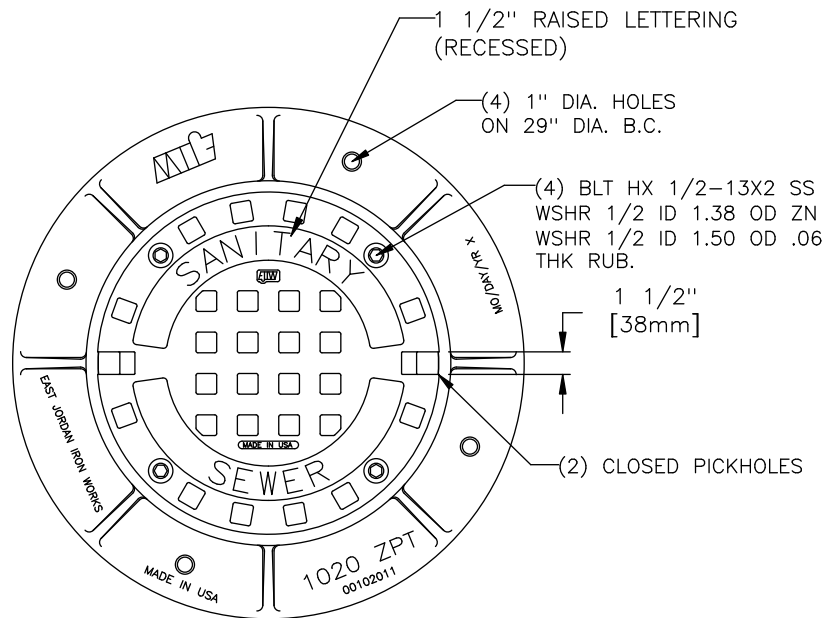 1 1/2" RAISED LETTERING
(RECESSED)
(4) 1" DIA. HOLES
ON 29" DIA. B.C.
(4) BLT HX 1/2-13X2 SS
WSHR 1/2 ID 1.38 OD ZN
WSHR 1/2 ID 1.50 OD .06
THK RUB.
1 1/2"
[38mm]
(2) CLOSED PICKHOLES
MO/DAY/YR X
SANITARY
EJIW
MADE IN USA
SEWER
EAST JORDAN IRON WORKS
MADE IN USA
1020 ZPT
00102011